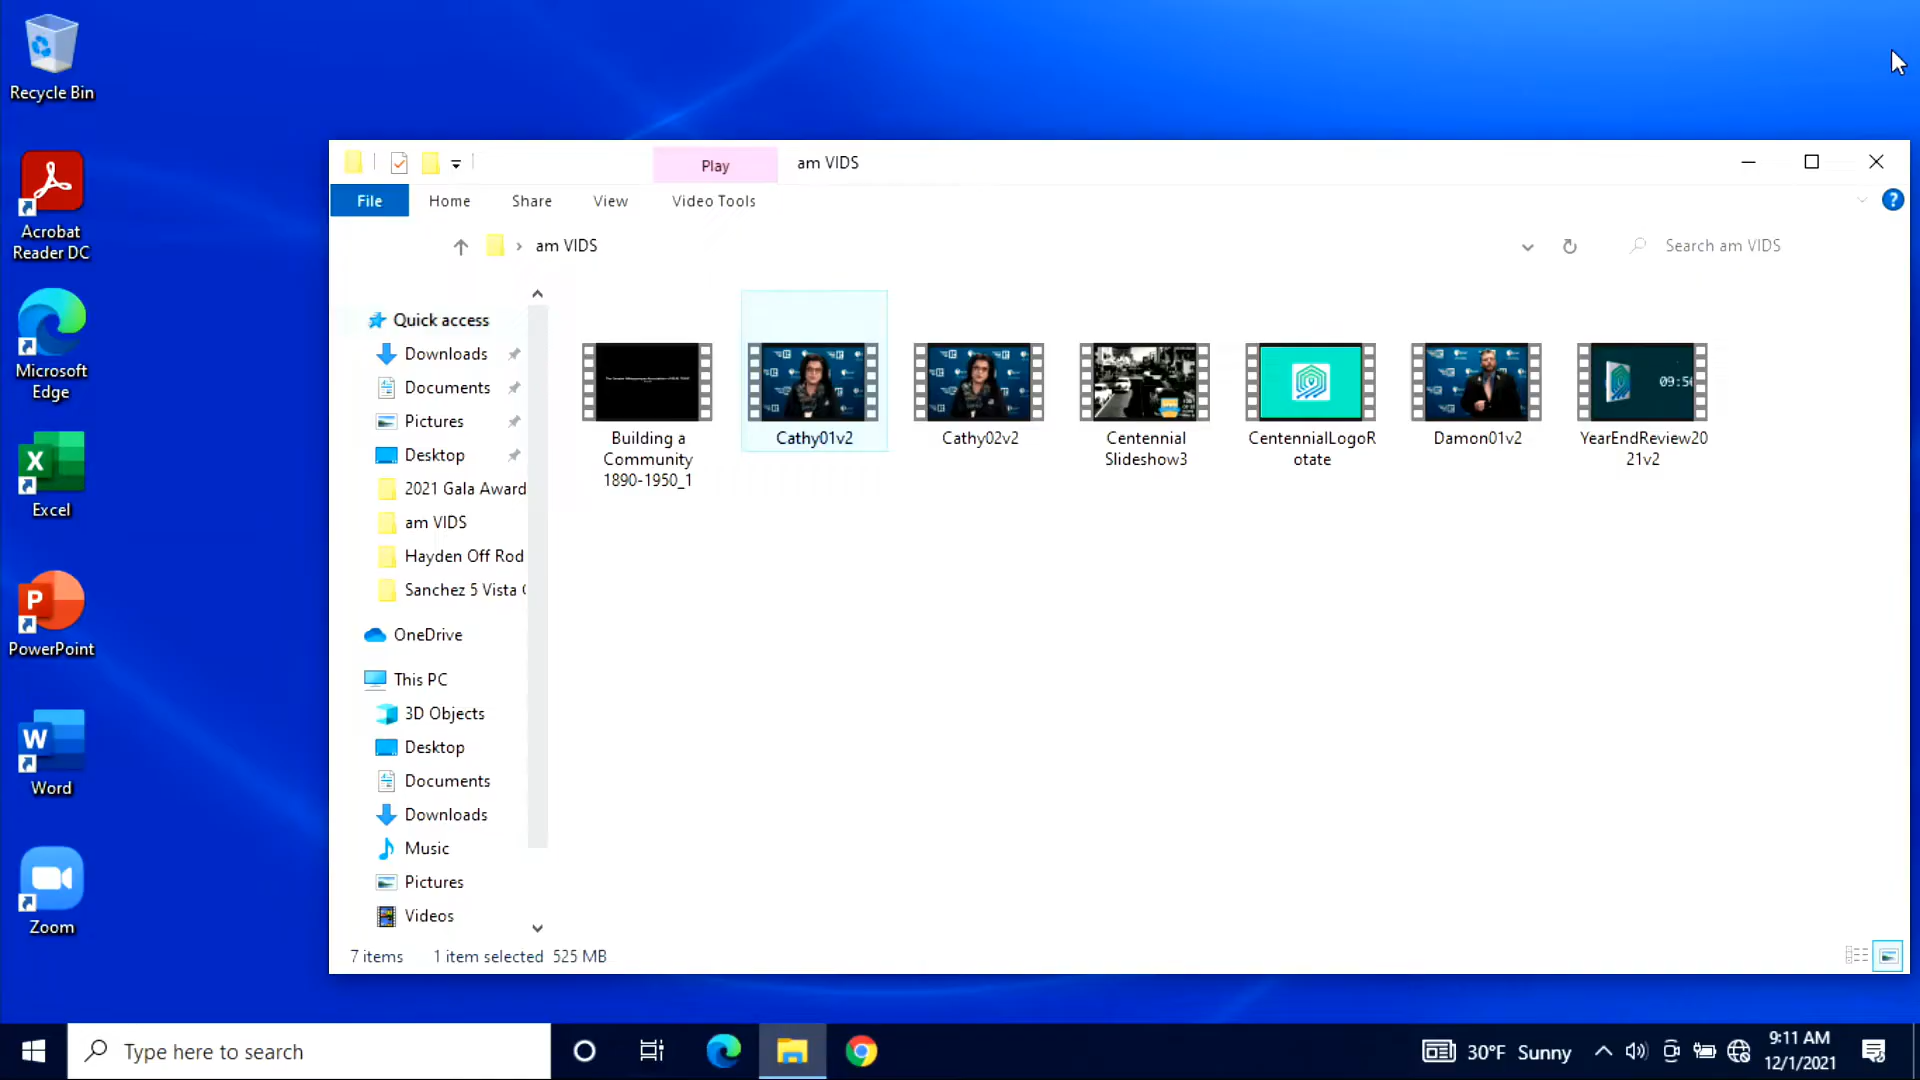 Recycle Bin
Acrobat
Reader DC
Microsoft
Edge
Excel
PowerPoint
Word
Zoom
Play
am VIDS
File
Home
Share
View
Video Tools
am VIDS
Search am VIDS
Quick access
Downloads
Documents
Pictures
Desktop
2021 Gala Award
am VIDS
Hayden Off Rod
Sanchez 5 Vista
OneDrive
This PC
3D Objects
Desktop
Documents
Downloads
Music
Pictures
Videos
Building a
Community
1890-1950_1
Cathy01v2
Cathy02v2
Centennial
Slideshow3
CentennialLogoR
otate
Damon01v2
09:56
YearEndReview20
21v2
7 items
1 item selected 525 MB
Type here to search
30°F Sunny
9:11 AM
12/1/2021